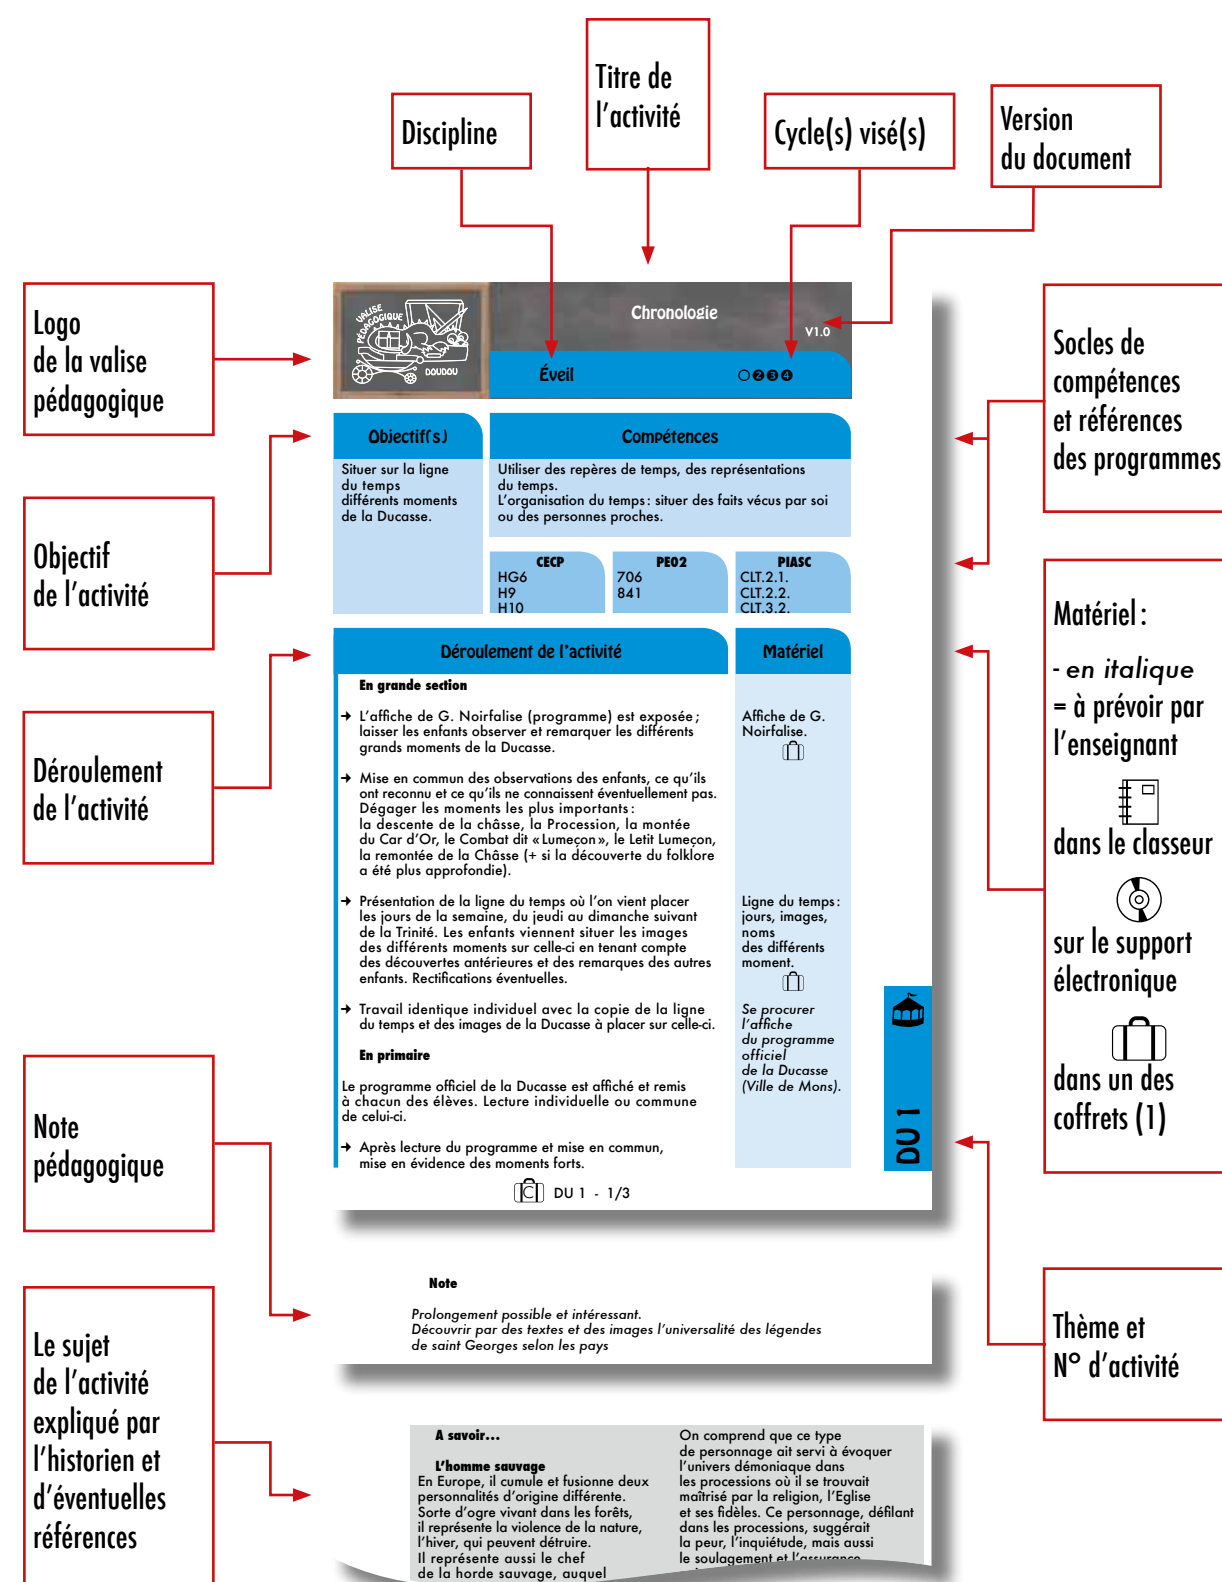 Titre de
l'activité
Discipline
Cycle(s) visé(s)
Version
du document
Logo
de la valise
pédagogique
Objectif
de l'activité
Déroulement
de l'activité
Note
pédagogique
Le sujet
de l'activité
expliqué par
l'historien et
d'éventuelles
références
VALISE
PÉDAGOGIQUE
DOUDOU
Chronologie
V1.0
Éveil
○❷❸❹
Objectif(s)
Situer sur la ligne
du temps
différents moments
de la Ducasse.
Compétences
Utiliser des repères de temps, des représentations
du temps.
L'organisation du temps : situer des faits vécus par soi
ou des personnes proches.
CECP
HG6
H9
H10
PEO2
706
841
PIASC
CLT.2.1.
CLT.2.2.
CLT.3.2.
Déroulement de l'activité
En grande section
➜ L'affiche de G. Noirfalise (programme) est exposée ;
laisser les enfants observer et remarquer les différents
grands moments de la Ducasse.
➜ Mise en commun des observations des enfants, ce qu'ils
ont reconnu et ce qu'ils ne connaissent éventuellement pas.
Dégager les moments les plus importants :
la descente de la châsse, la Procession, la montée
du Car d'Or, le Combat dit « Lumeçon », le Letit Lumeçon,
la remontée de la Châsse (+ si la découverte du folklore
a été plus approfondie).
➜ Présentation de la ligne du temps où l'on vient placer
les jours de la semaine, du jeudi au dimanche suivant
de la Trinité. Les enfants viennent situer les images
des différents moments sur celle-ci en tenant compte
des découvertes antérieures et des remarques des autres
enfants. Rectifications éventuelles.
➜ Travail identique individuel avec la copie de la ligne
du temps et des images de la Ducasse à placer sur celle-ci.
En primaire
Le programme officiel de la Ducasse est affiché et remis
à chacun des élèves. Lecture individuelle ou commune
de celui-ci.
➜ Après lecture du programme et mise en commun,
mise en évidence des moments forts.
Matériel
Affiche de G.
Noirfalise.
Ligne du temps :
jours, images,
noms
des différents
moment.
Se procurer
l'affiche
du programme
officiel
de la Ducasse
(Ville de Mons).
DU 1
C DU 1 - 1/3
Note
Prolongement possible et intéressant.
Découvrir par des textes et des images l'universalité des légendes
de saint Georges selon les pays
A savoir...
L'homme sauvage
En Europe, il cumule et fusionne deux
personnalités d'origine différente.
Sorte d'ogre vivant dans les forêts,
il représente la violence de la nature,
l'hiver, qui peuvent détruire.
Il représente aussi le chef
de la horde sauvage, auquel
On comprend que ce type
de personnage ait servi à évoquer
l'univers démoniaque dans
les processions où il se trouvait
maîtrisé par la religion, l'Eglise
et ses fidèles. Ce personnage, défilant
dans les processions, suggérait
la peur, l'inquiétude, mais aussi
le soulagement et l'assurance
Socles de
compétences
et références
des programmes
Matériel :
- en italique
= à prévoir par
l'enseignant
dans le classeur
sur le support
électronique
dans un des
coffrets (1)
Thème et
N° d'activité